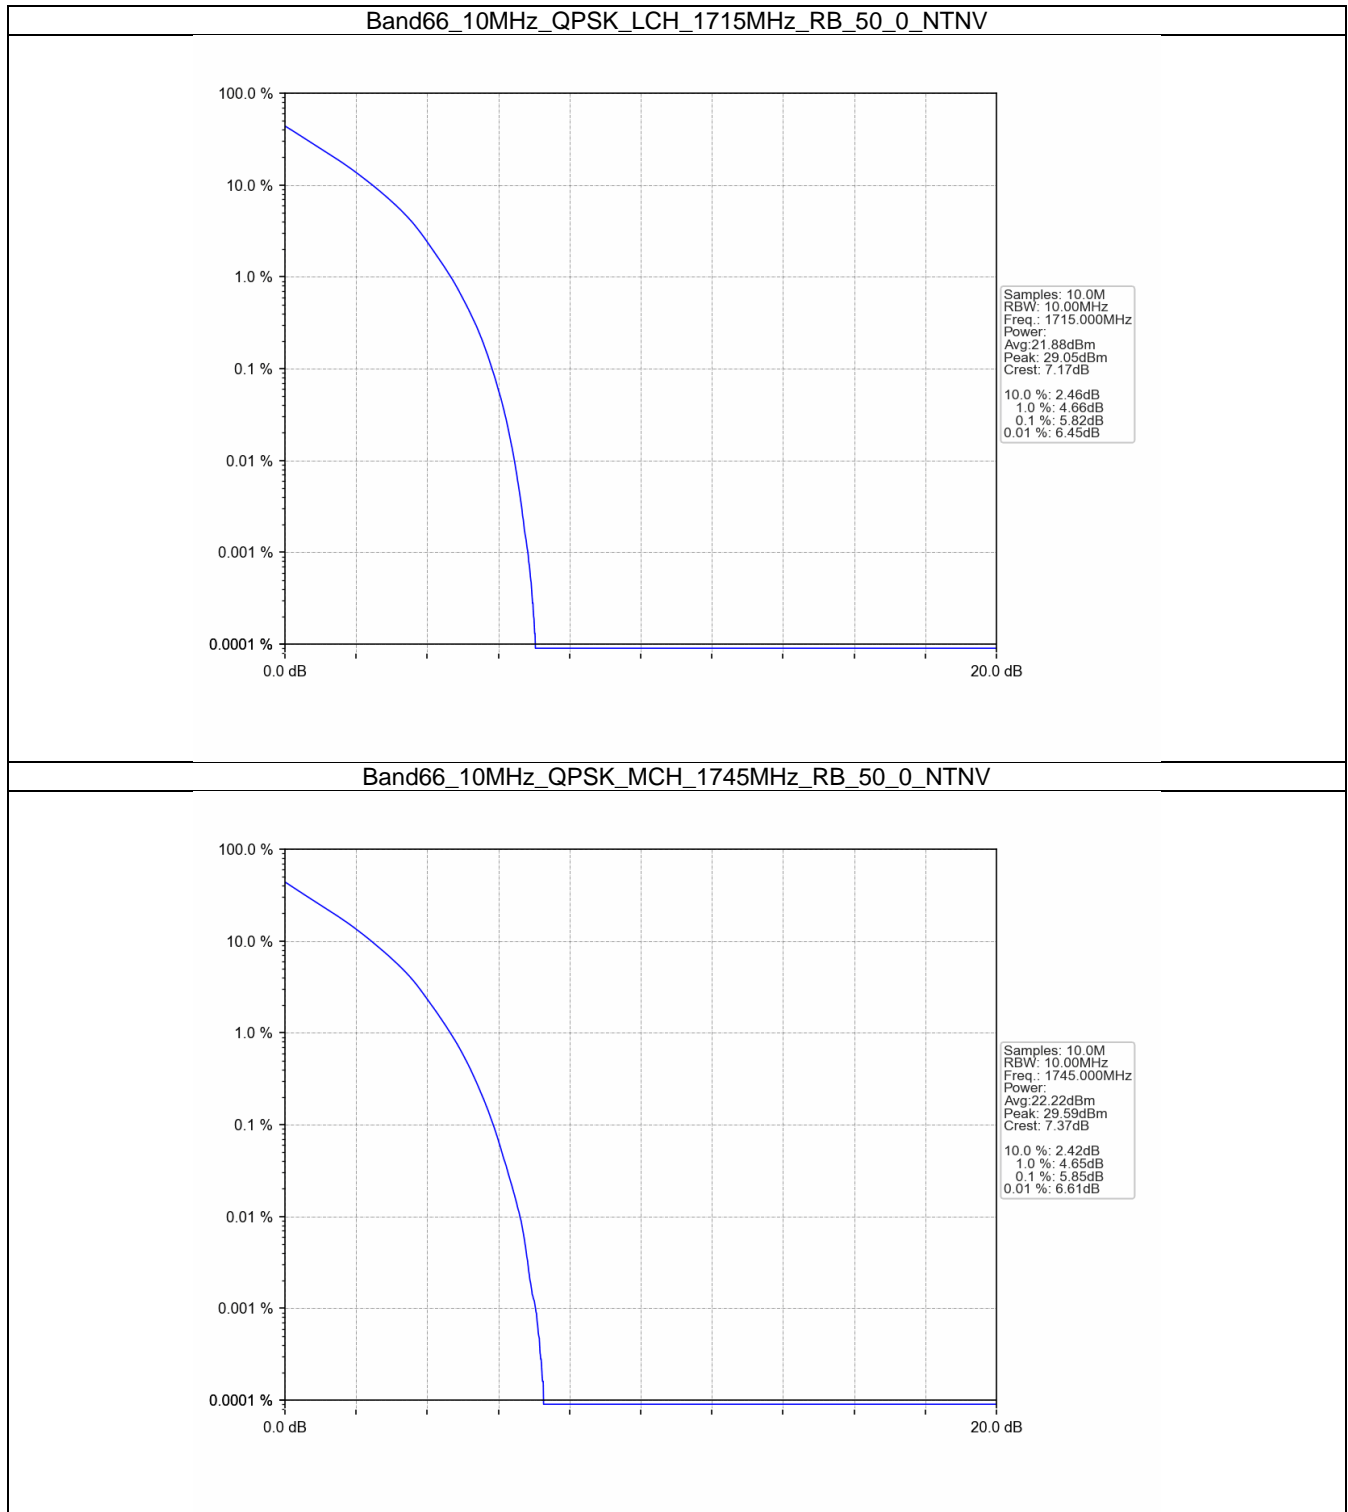 Band66_10MHz_QPSK_LCH_1715MHz_RB_50_0_NTNV
100.0 %
10.0 %
1.0 %
0.1 %
0.01 %
0.001 %
0.0001 %
0.0 dB
20.0 dB
Samples: 10.0M
RBW: 10.00MHz
Freq.: 1715.000MHz
Power:
Avg:21.88dBm
Peak: 29.05dBm
Crest: 7.17dB
10.0 %: 2.46dB
1.0 %: 4.66dB
0.1 %: 5.82dB
0.01 %: 6.45dB
Band66_10MHz_QPSK_MCH_1745MHz_RB_50_0_NTNV
100.0 %
10.0 %
1.0 %
0.1 %
0.01 %
0.001 %
0.0001 %
0.0 dB
20.0 dB
Samples: 10.0M
RBW: 10.00MHz
Freq.: 1745.000MHz
Power:
Avg:22.22dBm
Peak: 29.59dBm
Crest: 7.37dB
10.0 %: 2.42dB
1.0 %: 4.65dB
0.1 %: 5.85dB
0.01 %: 6.61dB